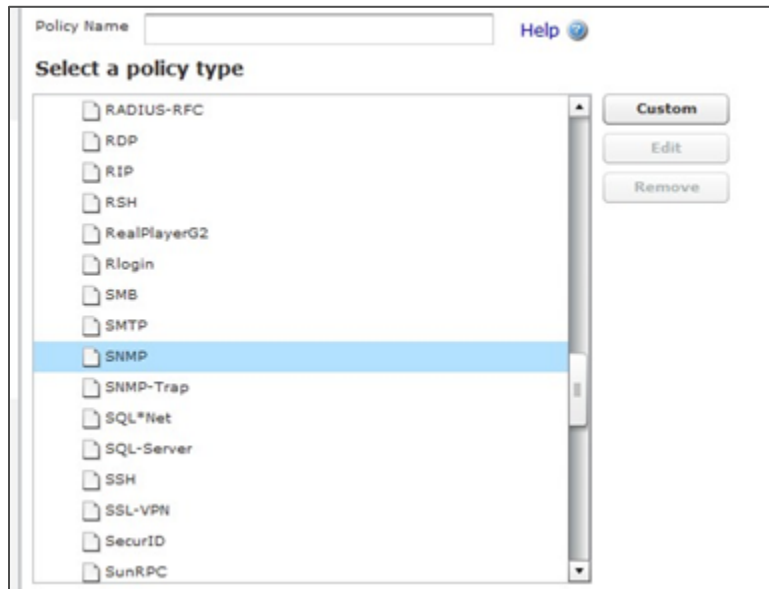 Policy Name Help
Select a policy type
RADIUS-RFC
Custom
RDP
Edit
RIP
Remove
RSH
RealPlayerG2
Rlogin
SMB
SMTP
SNMP
SNMP-Trap
SQL*Net
SQL-Server
SSH
SSL-VPN
SecurID
SunRPC